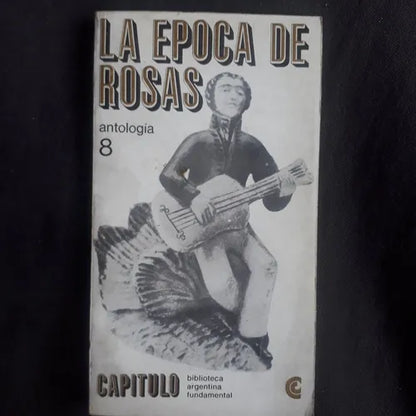 LA EPOCA DE
ROSAS
antología
8
CAPITULO
biblioteca
argentina
fundamental